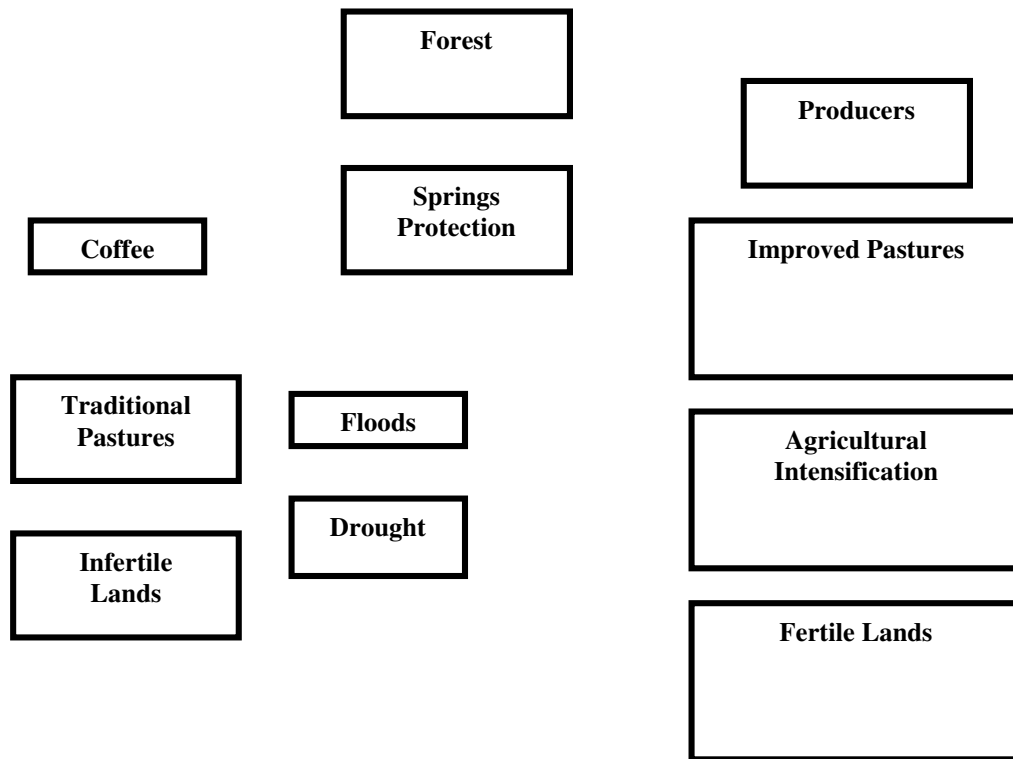 Forest
Producers
Springs
Protection
Coffee
Improved Pastures
Traditional
Pastures
Floods
Agricultural
Intensification
Drought
Infertile
Lands
Fertile Lands